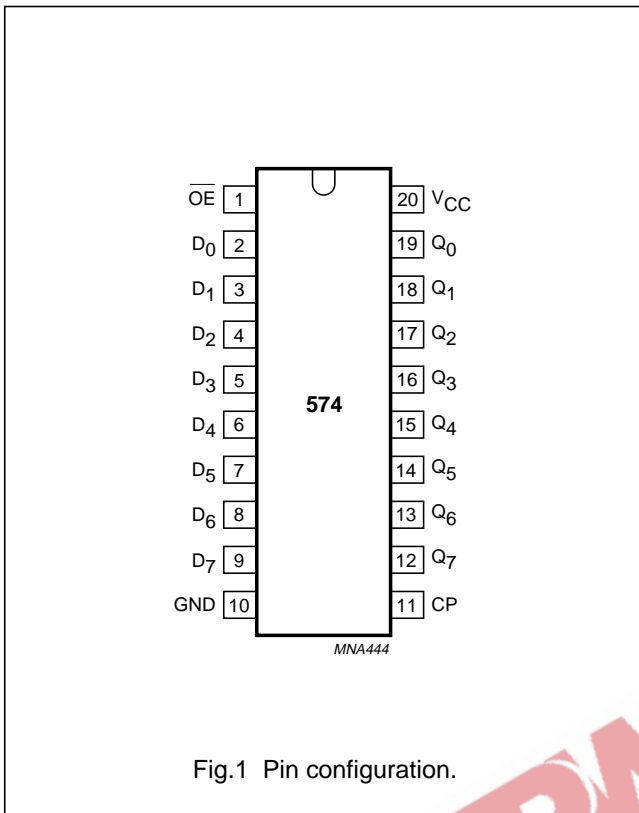 OE 1 20 VCC
D0 2 19 Q0
D1 3 18 Q1
D2 4 17 Q2
D3 5 16 Q3
574
D4 6 15 Q4
D5 7 14 Q5
D6 8 13 Q6
D7 9 12 Q7
GND 10 11 CP
MNA444
Fig.1 Pin configuration.